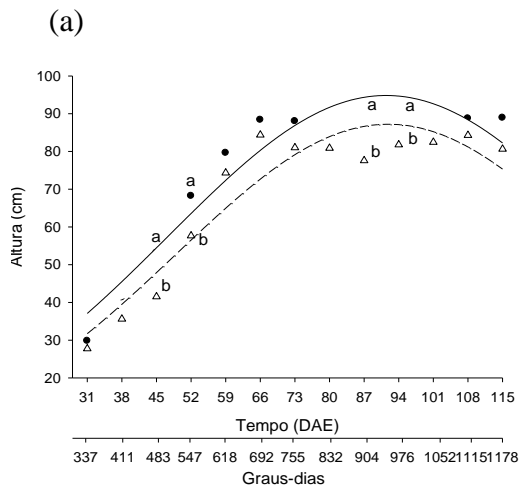 (a)
100
90
80
70
60
50
40
30
20
Altura (cm)
a a
a
b
b
a
b
b
31 38 45 52 59 66 73 80 87 94 101 108 115
Tempo (DAE)
337 411 483 547 618 692 755 832 904 976 1052 1115 1178
Graus-dias